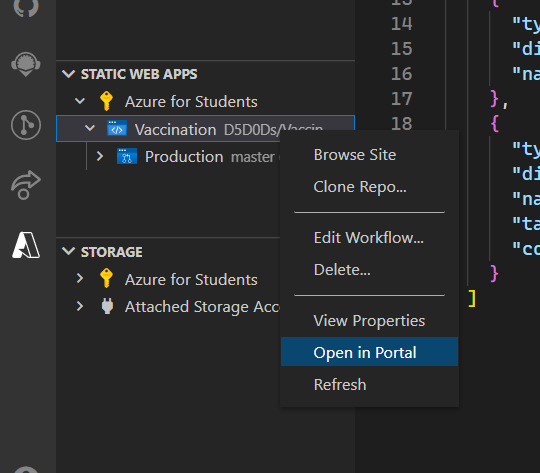 13
{
14
"ty
15
"di
16
"na
17
},
18
{
"ty
"di
"na
"ta
"co
}
]
STATIC WEB APPS
Azure for Students
Vaccination D5D0Ds/Vaccin
Production master
STORAGE
Azure for Students
Attached Storage Acc
Browse Site
Clone Repo...
Edit Workflow...
Delete...
View Properties
Open in Portal
Refresh